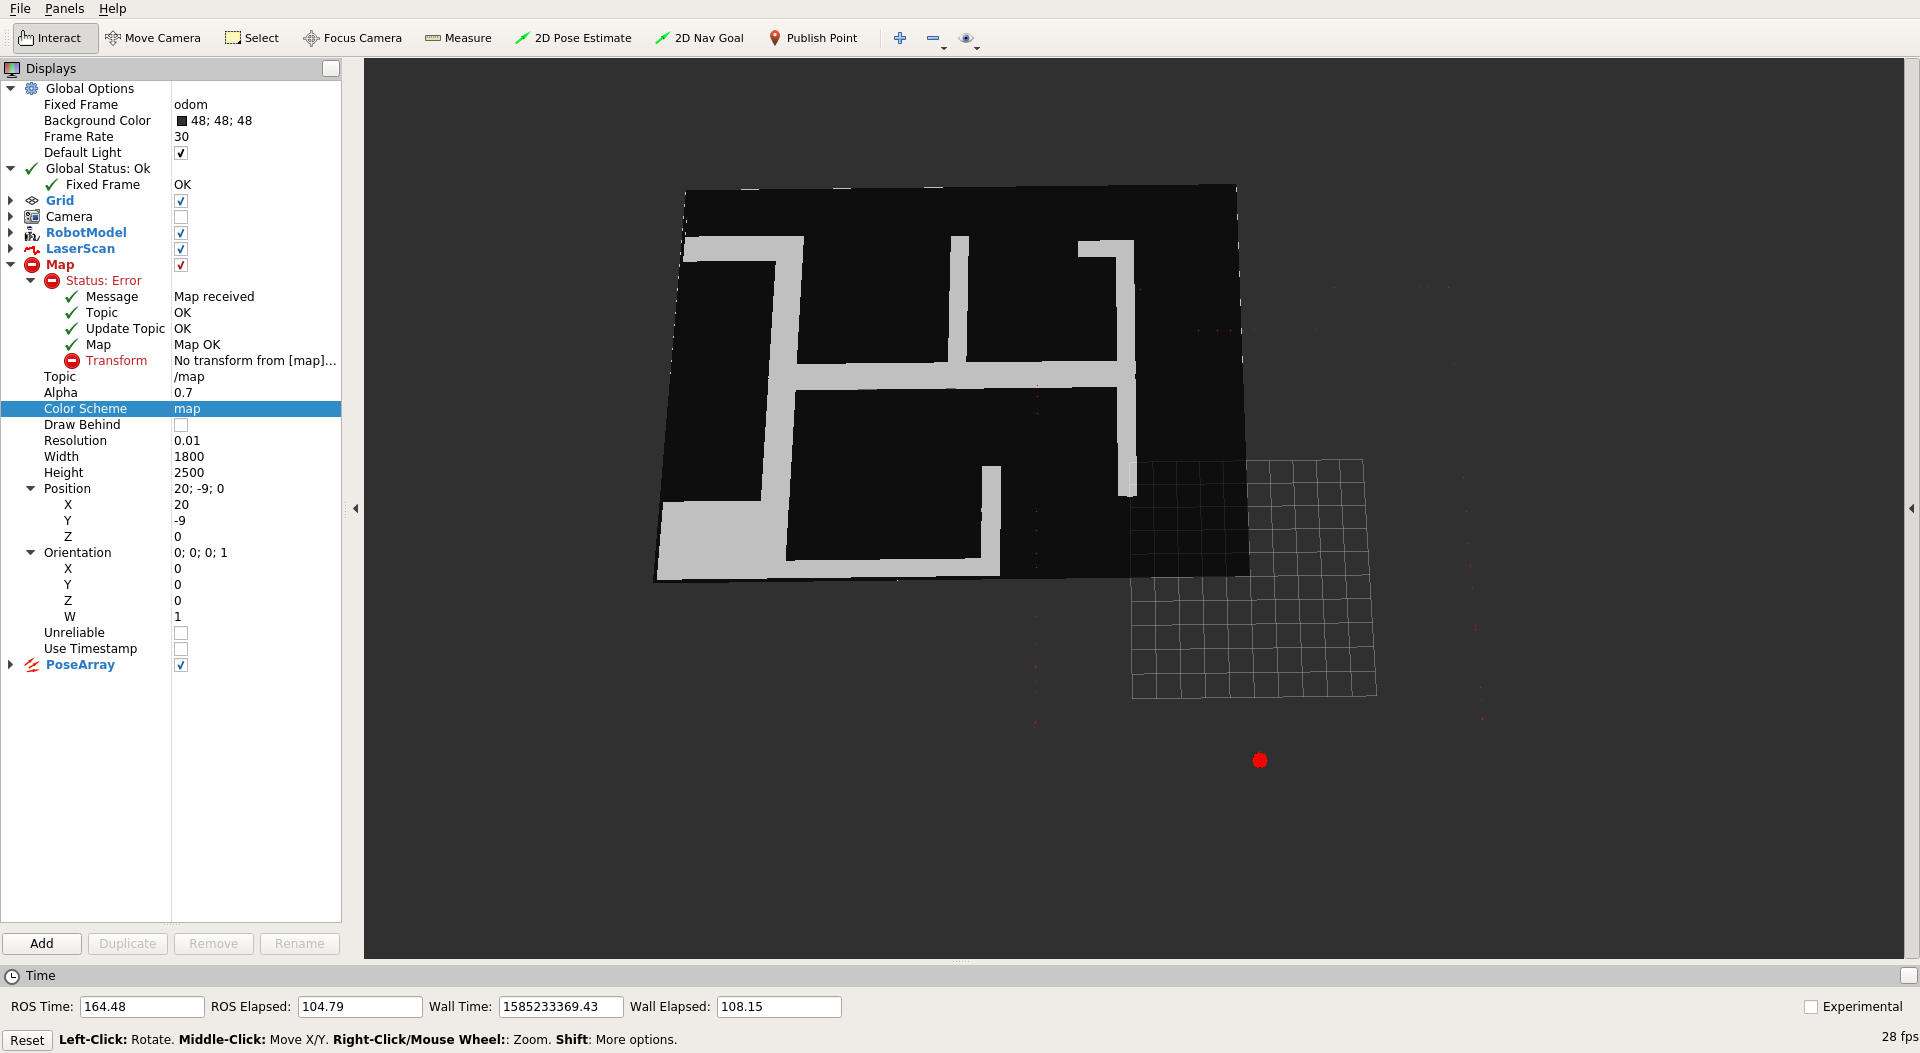 File Panels Help
Interact Move Camera Select Focus Camera Measure 2D Pose Estimate 2D Nav Goal Publish Point
Displays
Global Options
Fixed Frame odom
Background Color 48; 48; 48
Frame Rate 30
Default Light
Global Status: Ok
Fixed Frame OK
Grid
Camera
RobotModel
LaserScan
Map
Status: Error
Message Map received
Topic OK
Update Topic OK
Map Map OK
Transform No transform from [map]...
Topic /map
Alpha 0.7
Color Scheme map
Draw Behind
Resolution 0.01
Width 1800
Height 2500
Position 20; -9; 0
X 20
Y -9
Z 0
Orientation 0; 0; 0; 1
X 0
Y 0
Z 0
W 1
Unreliable
Use Timestamp
PoseArray
Add Duplicate Remove Rename
Time
ROS Time: 164.48 ROS Elapsed: 104.79 Wall Time: 1585233369.43 Wall Elapsed: 108.15 Experimental
Reset Left-Click: Rotate. Middle-Click: Move X/Y. Right-Click/Mouse Wheel:: Zoom. Shift: More options. 28 fps